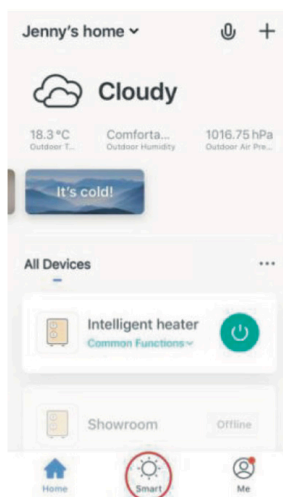 Jenny's home
Cloudy
18.3 °C Comforta... 1016.75 hPa
Outdoor T... Outdoor Humidity Outdoor Air Pre...
It's cold!
All Devices
Intelligent heater
Common Functions
Showroom Offline
Home Smart Me